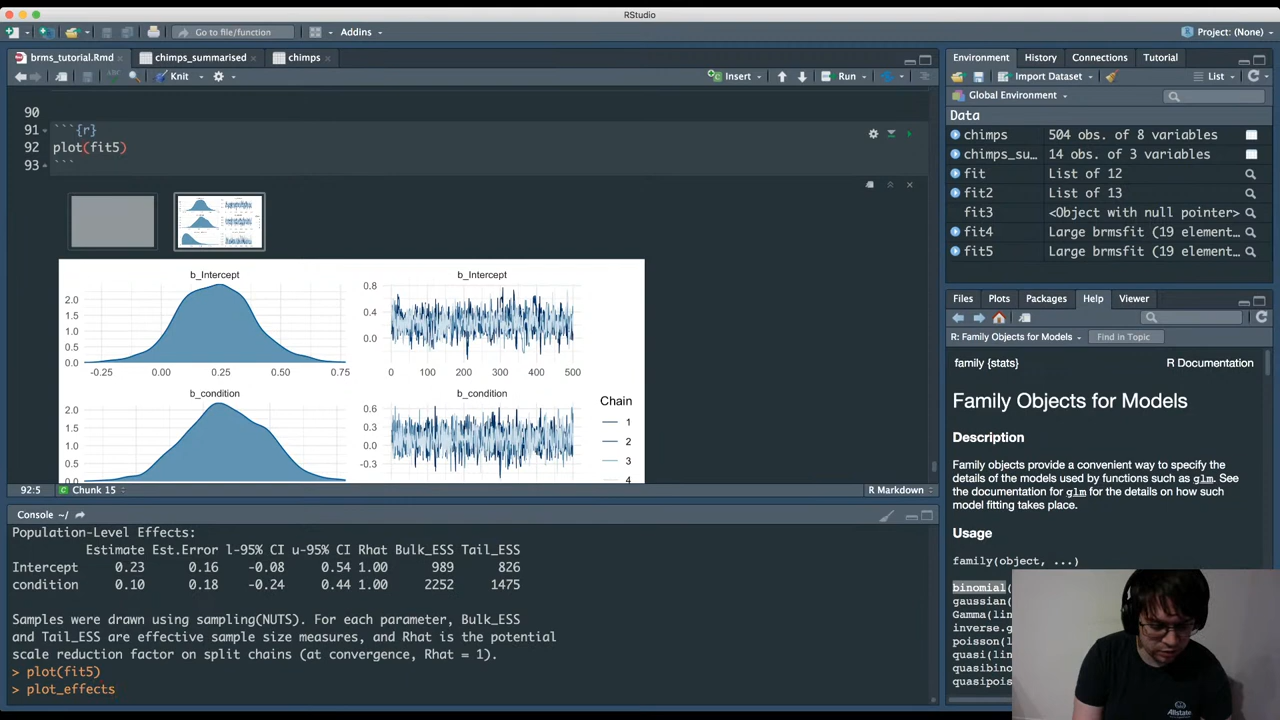 RStudio
Go to file/function
Addins
Project: (None)
brms_tutorial.Rmd
chimps_summarised
chimps
Knit
Insert
Run
90
91 ```{r}
92 plot(fit5)
93 ```
b_Intercept
2.0
1.5
1.0
0.5
0.0
-0.25 0.00 0.25 0.50 0.75
b_Intercept
0.8
0.4
0.0
0 100 200 300 400 500
b_condition
2.0
1.5
1.0
0.5
b_condition
0.6
0.3
0.0
-0.3
Chain
1
2
3
4
92:5 Chunk 15 R Markdown
Console ~/
Population-Level Effects:
Estimate Est.Error l-95% CI u-95% CI Rhat Bulk_ESS Tail_ESS
Intercept 0.23 0.16 -0.08 0.54 1.00 989 826
condition 0.10 0.18 -0.24 0.44 1.00 2252 1475
Samples were drawn using sampling(NUTS). For each parameter, Bulk_ESS
and Tail_ESS are effective sample size measures, and Rhat is the potential
scale reduction factor on split chains (at convergence, Rhat = 1).
> plot(fit5)
> plot_effects
Environment History Connections Tutorial
Import Dataset List
Global Environment
Data
chimps 504 obs. of 8 variables
chimps_su… 14 obs. of 3 variables
fit List of 12
fit2 List of 13
fit3 <Object with null pointer>
fit4 Large brmsfit (19 element…
fit5 Large brmsfit (19 element…
Files Plots Packages Help Viewer
R: Family Objects for Models Find in Topic
family {stats} R Documentation
Family Objects for Models
Description
Family objects provide a convenient way to specify the
details of the models used by functions such as glm. See
the documentation for glm for the details on how such
model fitting takes place.
Usage
family(object, ...)
binomial(
gaussian(
Gamma(lin
inverse.g
poisson(l
quasi(lin
quasibino
quasipois
Allstate